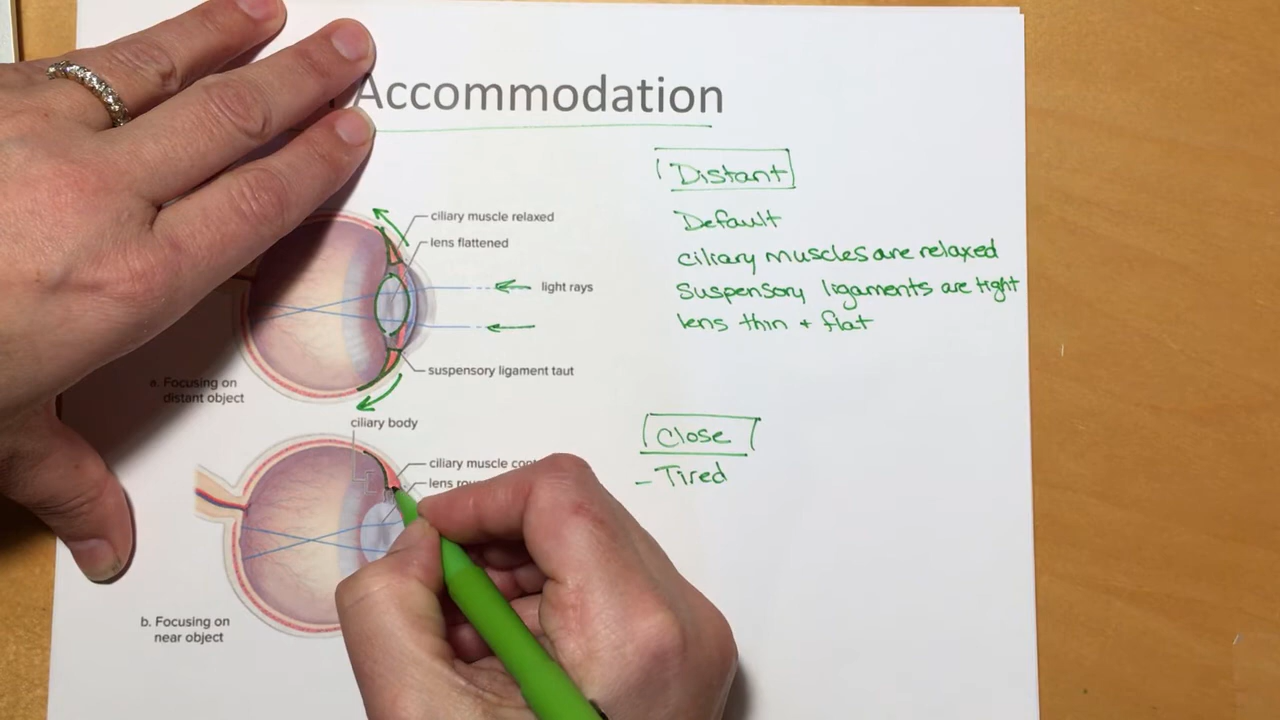 Accommodation
Distant
Default
ciliary muscles are relaxed
suspensory ligaments are tight
lens thin + flat
ciliary muscle relaxed
lens flattened
light rays
suspensory ligament taut
a. Focusing on
distant object
ciliary body
ciliary muscle
lens
b. Focusing on
near object
Close
- Tired